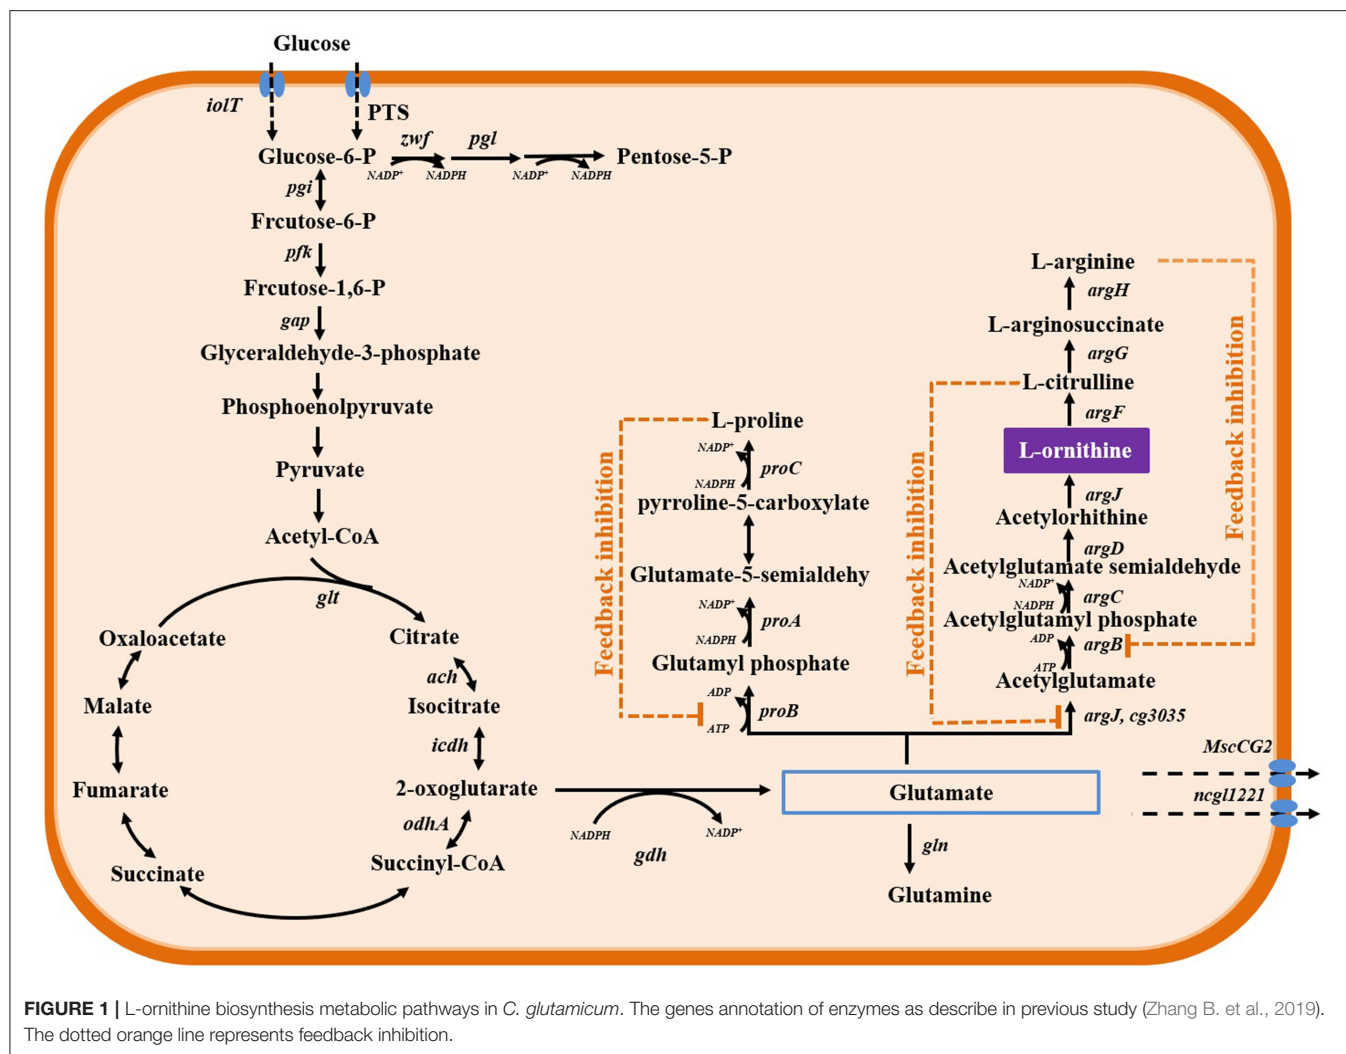 Glucose
iolT
PTS
Glucose-6-P
zwf
pgl
Pentose-5-P
NADP+
NADPH
NADP+
NADPH
pgi
Frcutose-6-P
pfk
Frcutose-1,6-P
gap
Glyceraldehyde-3-phosphate
Phosphoenolpyruvate
Pyruvate
Acetyl-CoA
glt
Oxaloacetate
Citrate
ach
Malate
Isocitrate
icdh
Fumarate
2-oxoglutarate
odhA
Succinate
Succinyl-CoA
NADPH
NADP+
gdh
L-proline
NADP+
proC
NADPH
pyrroline-5-carboxylate
Glutamate-5-semialdehy
NADP+
proA
NADPH
Glutamyl phosphate
ADP
proB
ATP
Feedback inhibition
L-arginine
argH
L-arginosuccinate
argG
L-citrulline
argF
L-ornithine
argJ
Acetylorhithine
argD
Acetylglutamate semialdehyde
NADP+
argC
NADPH
Acetylglutamyl phosphate
ADP
argB
ATP
Acetylglutamate
argJ, cg3035
Feedback inhibition
Feedback inhibition
Glutamate
gln
Glutamine
MscCG2
ncgl1221
FIGURE 1 | L-ornithine biosynthesis metabolic pathways in C. glutamicum. The genes annotation of enzymes as describe in previous study (Zhang B. et al., 2019).
The dotted orange line represents feedback inhibition.